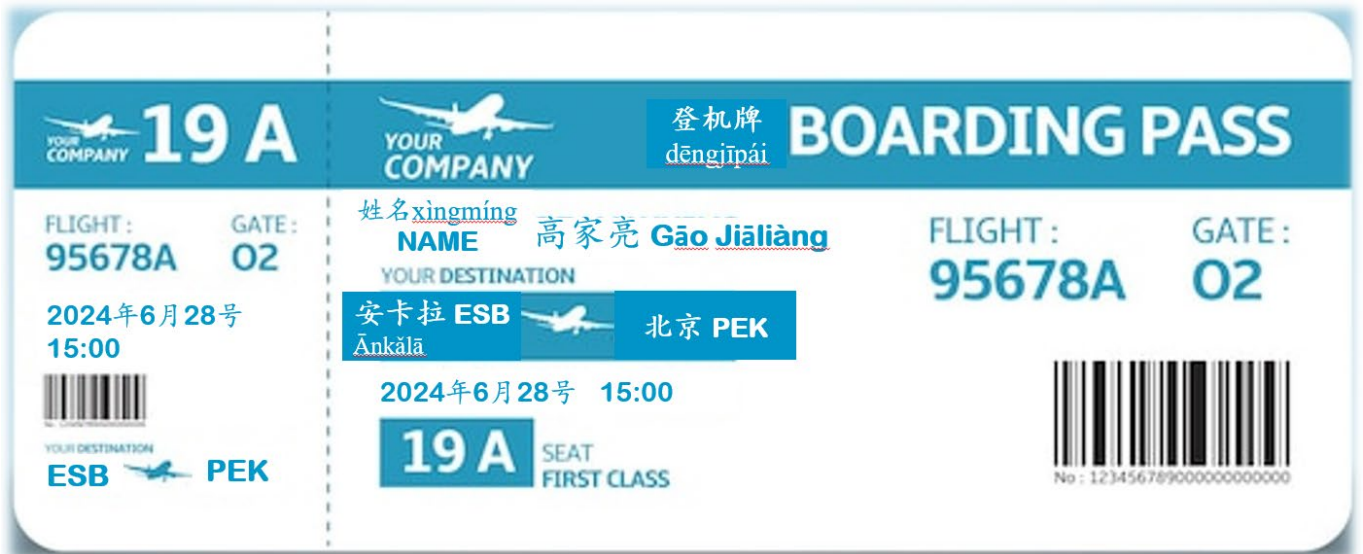 YOUR COMPANY 19 A
FLIGHT : GATE :
95678A O2
2024年6月28号
15:00
YOUR DESTINATION
ESB PEK
YOUR COMPANY
登机牌
dēngjīpái
BOARDING PASS
姓名xìngmíng
NAME 高家亮 Gāo Jiāliàng
YOUR DESTINATION
安卡拉 ESB 北京 PEK
Ānkǎlā
2024年6月28号 15:00
19 A SEAT
FIRST CLASS
FLIGHT : GATE :
95678A O2
No : 1234567890000000000000